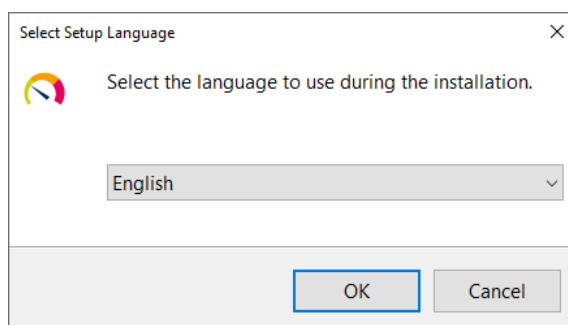 Select Setup Language
Select the language to use during the installation.
English
OK
Cancel